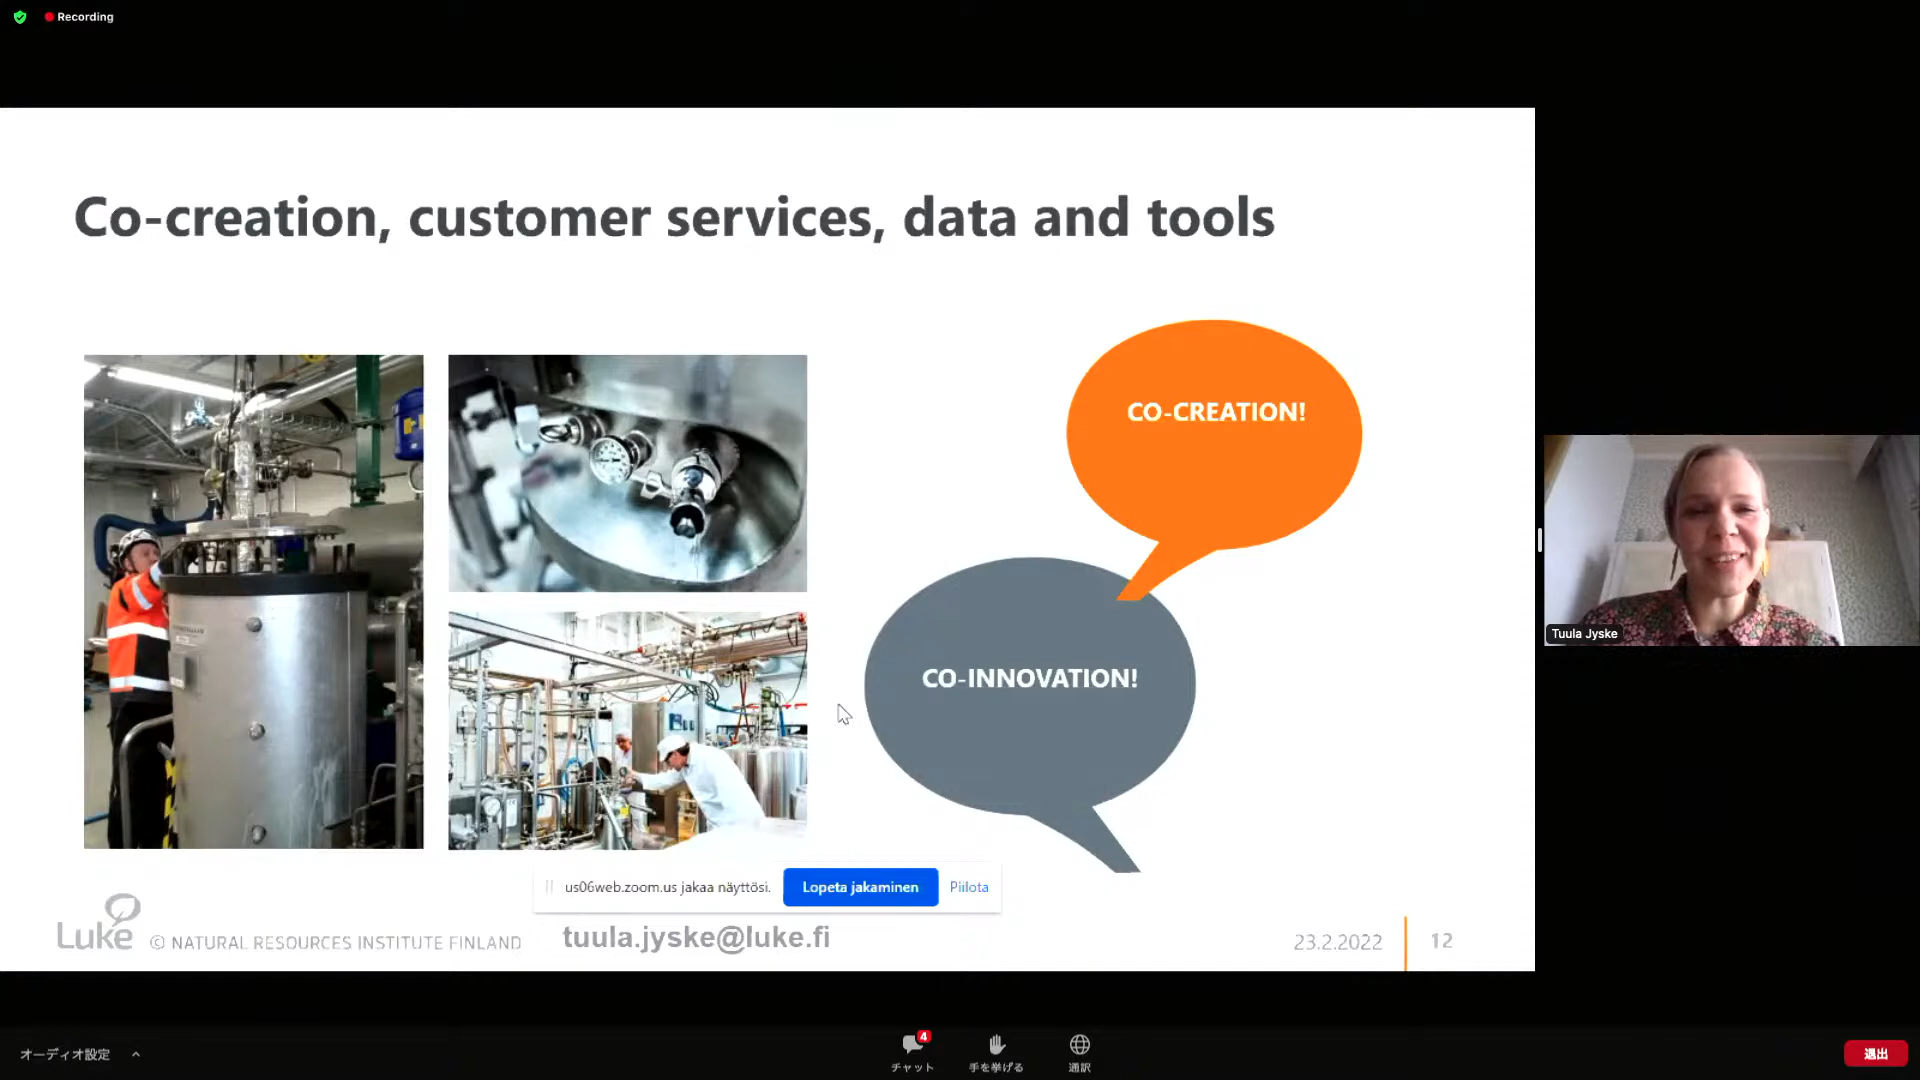 Recording
Co-creation, customer services, data and tools
CO-CREATION!
CO-INNOVATION!
Tuula Jyske
us06web.zoom.us jakaa näyttösi.
Lopeta jakaminen
Piilota
Luke
© NATURAL RESOURCES INSTITUTE FINLAND
tuula.jyske@luke.fi
23.2.2022
12
オーディオ設定
4
チャット
手を挙げる
通訳
退出